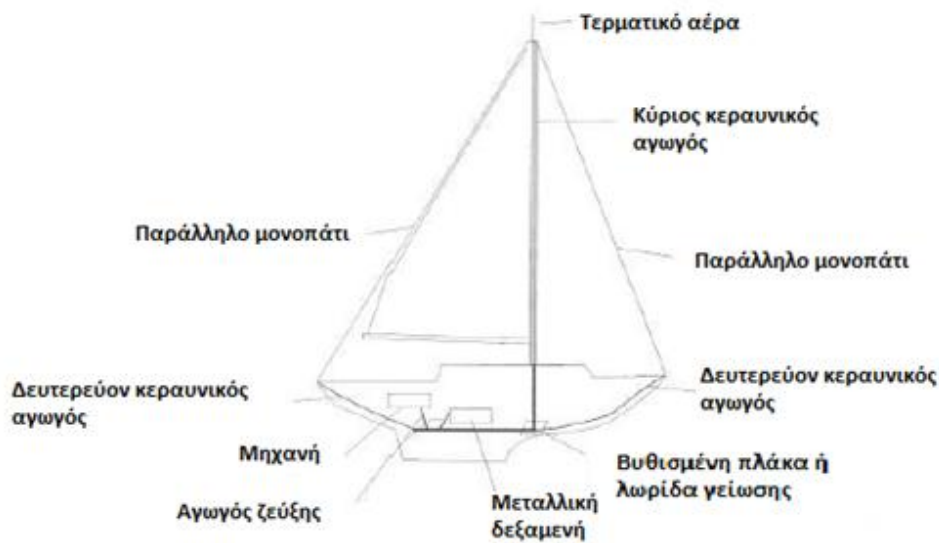 Τερματικό αέρα
Κύριος κεραυνικός
αγωγός
Παράλληλο μονοπάτι
Παράλληλο μονοπάτι
Δευτερεύον κεραυνικός
αγωγός
Δευτερεύον κεραυνικός
αγωγός
Μηχανή
Βυθισμένη πλάκα ή
λωρίδα γείωσης
Αγωγός ζεύξης
Μεταλλική
δεξαμενή